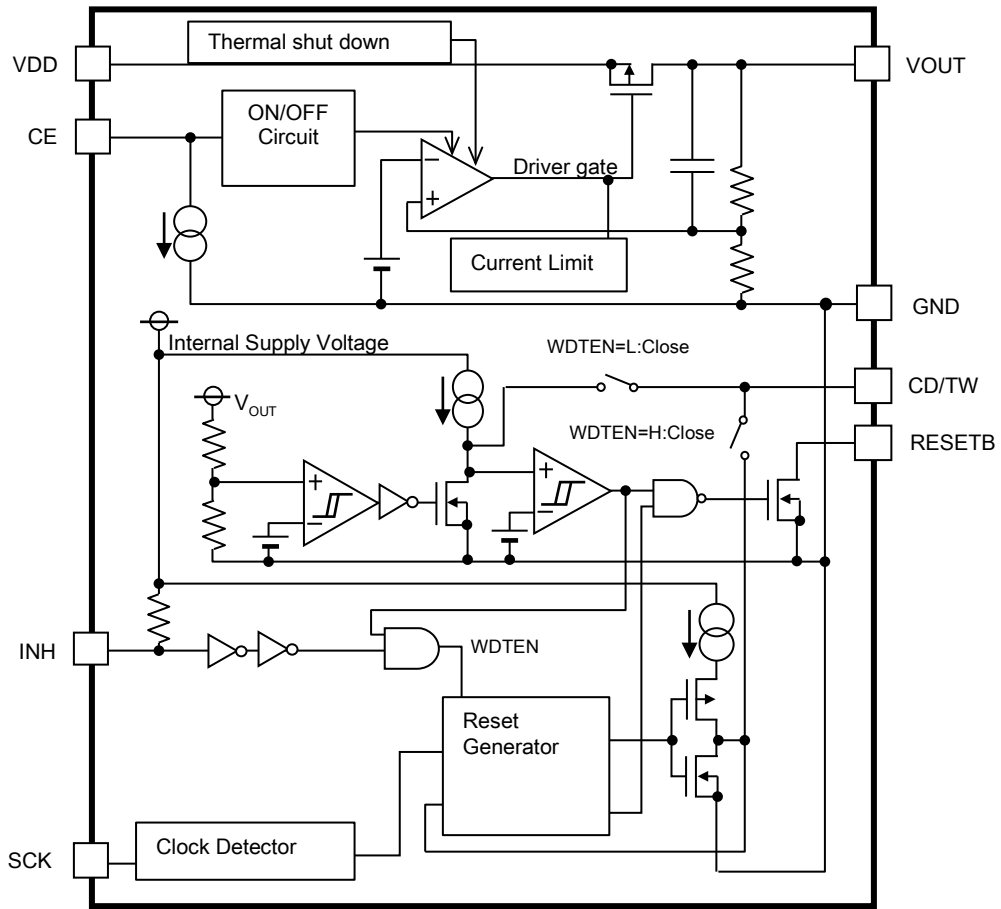 Thermal shut down
VDD
VOUT
ON/OFF
Circuit
CE
Driver gate
−
+
Current Limit
GND
Internal Supply Voltage
WDTEN=L:Close
CD/TW
VOUT
WDTEN=H:Close
RESETB
+
−
+
−
INH
WDTEN
Reset
Generator
SCK
Clock Detector